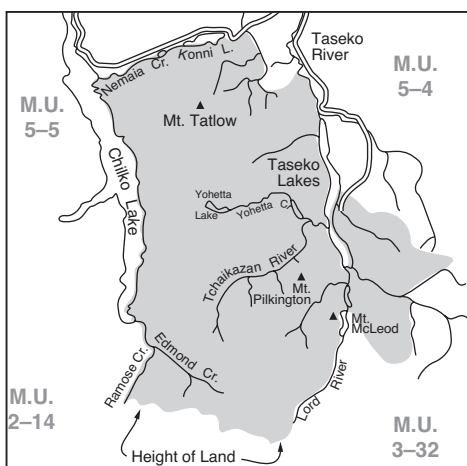 Taseko
River
M.U.
5–4
M.U.
5–5
Nemaia Cr.
Konni L.
Mt. Tatlow
Chilko Lake
Taseko
Lakes
Yohetta
Lake
Yohetta C.
Tchaikazan River
Mt.
Pilkington
Mt.
McLeod
Edmond Cr.
Ramose Cr.
Lord River
M.U.
2–14
Height of Land
M.U.
3–32